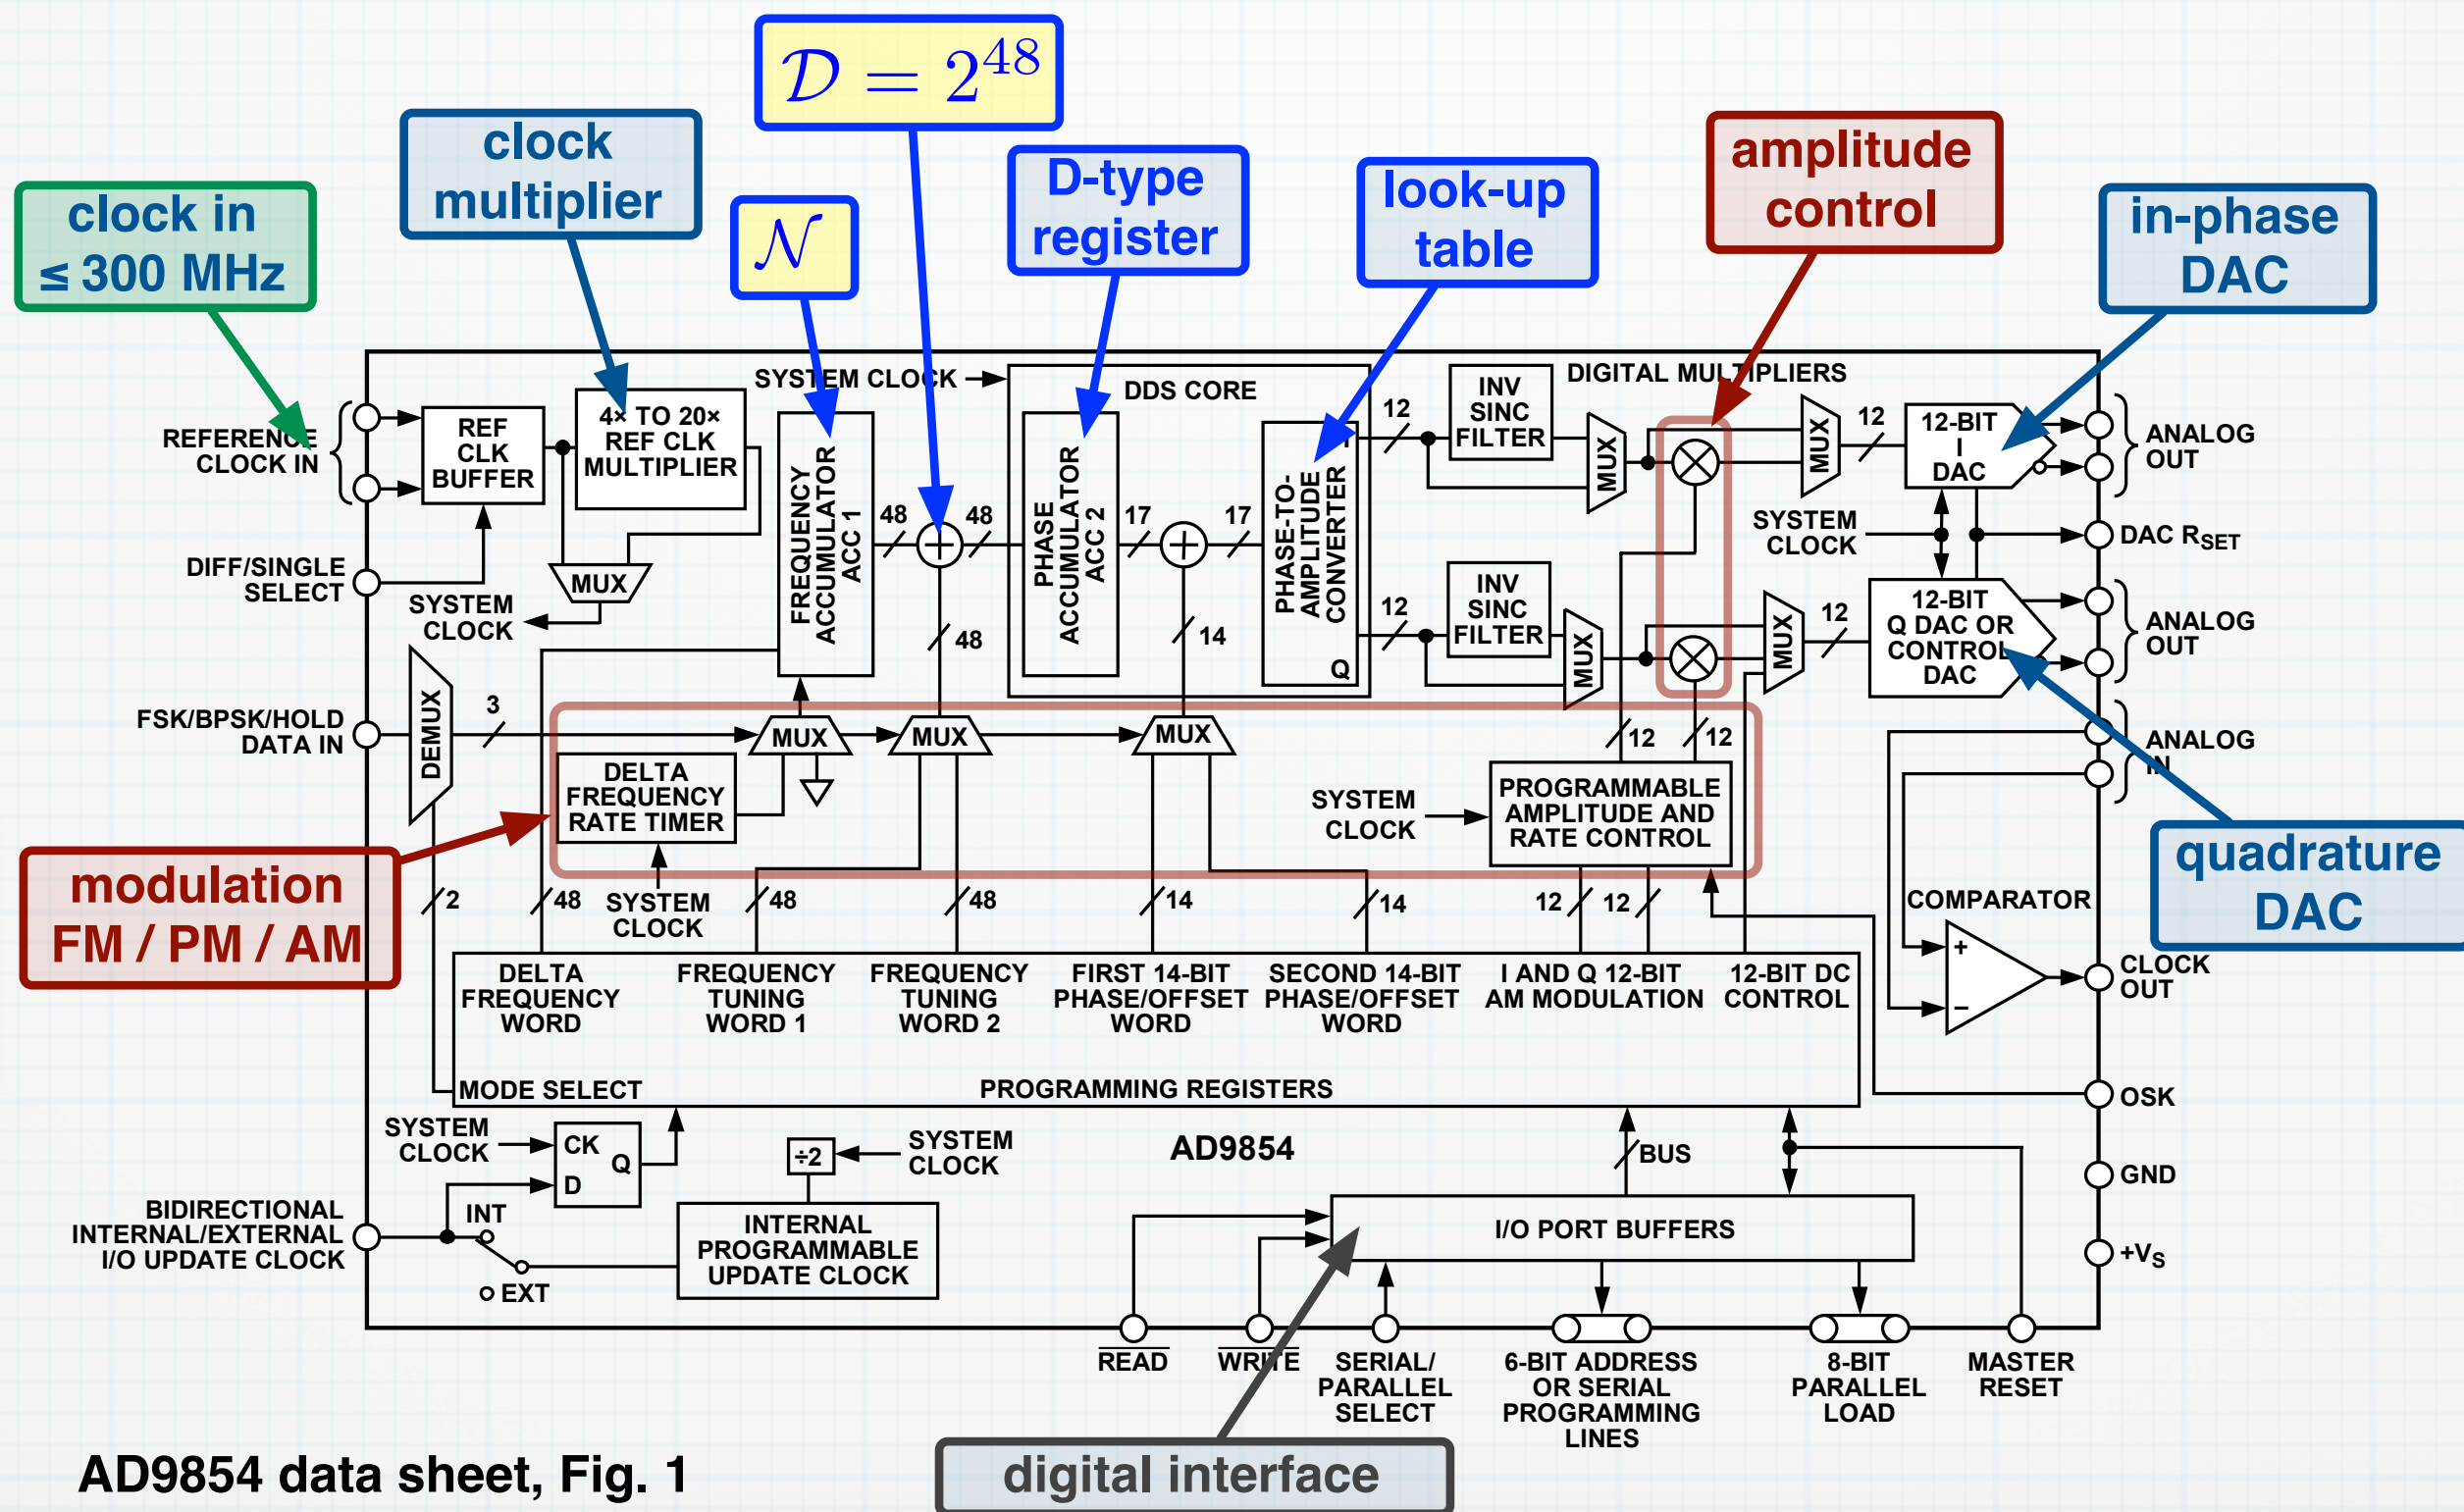 𝒟 = 2^48
clock
multiplier
clock in
≤ 300 MHz
𝒩
D-type
register
look-up
table
amplitude
control
in-phase
DAC
REFERENCE
CLOCK IN
REF
CLK
BUFFER
4× TO 20×
REF CLK
MULTIPLIER
SYSTEM CLOCK
DDS CORE
FREQUENCY
ACCUMULATOR
ACC 1
48
48
PHASE
ACCUMULATOR
ACC 2
17
17
PHASE-TO-
AMPLITUDE
CONVERTER
I
Q
12
12
INV
SINC
FILTER
INV
SINC
FILTER
DIGITAL MULTIPLIERS
MUX
MUX
MUX
MUX
12
12
12-BIT
I
DAC
ANALOG
OUT
SYSTEM
CLOCK
DAC RSET
12-BIT
Q DAC OR
CONTROL
DAC
ANALOG
OUT
DIFF/SINGLE
SELECT
MUX
SYSTEM
CLOCK
48
14
FSK/BPSK/HOLD
DATA IN
DEMUX
3
MUX
MUX
MUX
12
12
ANALOG
IN
DELTA
FREQUENCY
RATE TIMER
SYSTEM
CLOCK
PROGRAMMABLE
AMPLITUDE AND
RATE CONTROL
modulation
FM / PM / AM
quadrature
DAC
2
48
SYSTEM
CLOCK
48
48
14
14
12
12
COMPARATOR
+
−
CLOCK
OUT
DELTA
FREQUENCY
WORD
FREQUENCY
TUNING
WORD 1
FREQUENCY
TUNING
WORD 2
FIRST 14-BIT
PHASE/OFFSET
WORD
SECOND 14-BIT
PHASE/OFFSET
WORD
I AND Q 12-BIT
AM MODULATION
12-BIT DC
CONTROL
MODE SELECT
PROGRAMMING REGISTERS
OSK
SYSTEM
CLOCK
CK
Q
D
÷2
SYSTEM
CLOCK
AD9854
BUS
GND
BIDIRECTIONAL
INTERNAL/EXTERNAL
I/O UPDATE CLOCK
INT
EXT
INTERNAL
PROGRAMMABLE
UPDATE CLOCK
I/O PORT BUFFERS
+VS
READ
WRITE
SERIAL/
PARALLEL
SELECT
6-BIT ADDRESS
OR SERIAL
PROGRAMMING
LINES
8-BIT
PARALLEL
LOAD
MASTER
RESET
AD9854 data sheet, Fig. 1
digital interface